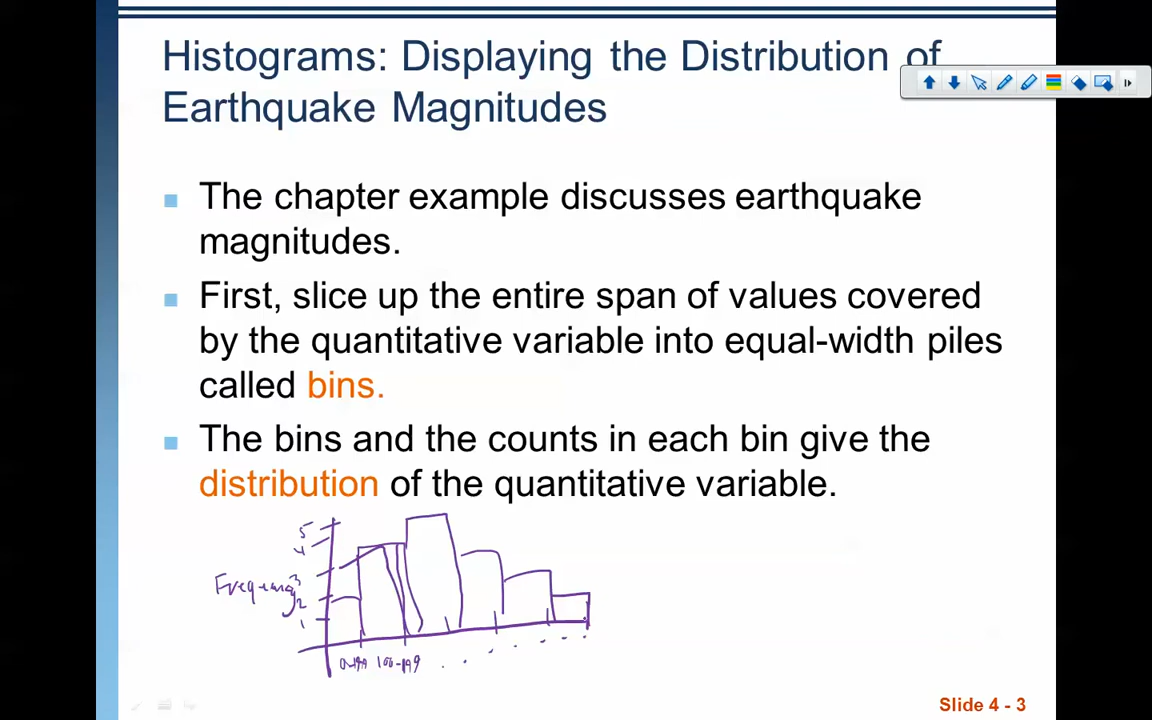 Histograms: Displaying the Distribution of
Earthquake Magnitudes
The chapter example discusses earthquake
magnitudes.
First, slice up the entire span of values covered
by the quantitative variable into equal-width piles
called bins.
The bins and the counts in each bin give the
distribution of the quantitative variable.
5
4
3
Frequency
2
1
100-199
Slide 4 - 3